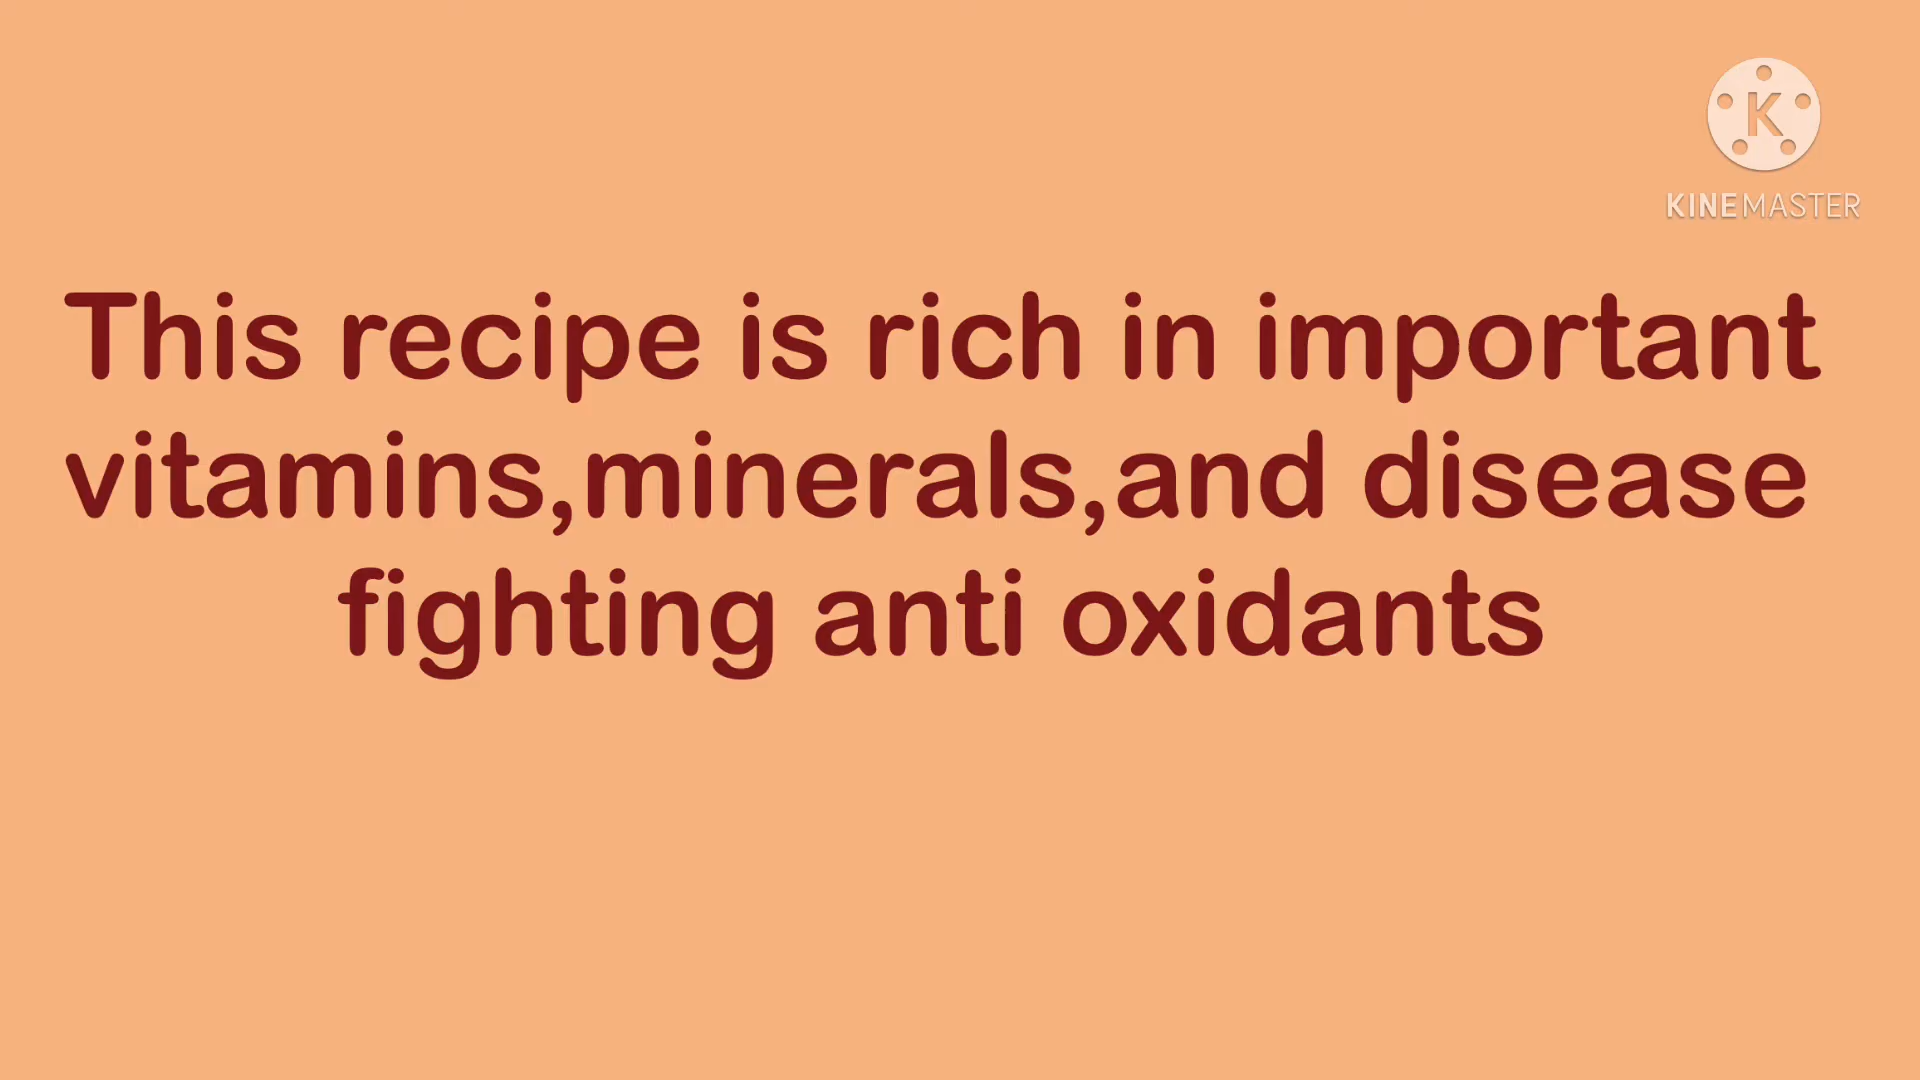 K
KINEMASTER
This recipe is rich in important
vitamins,minerals,and disease
fighting anti oxidants